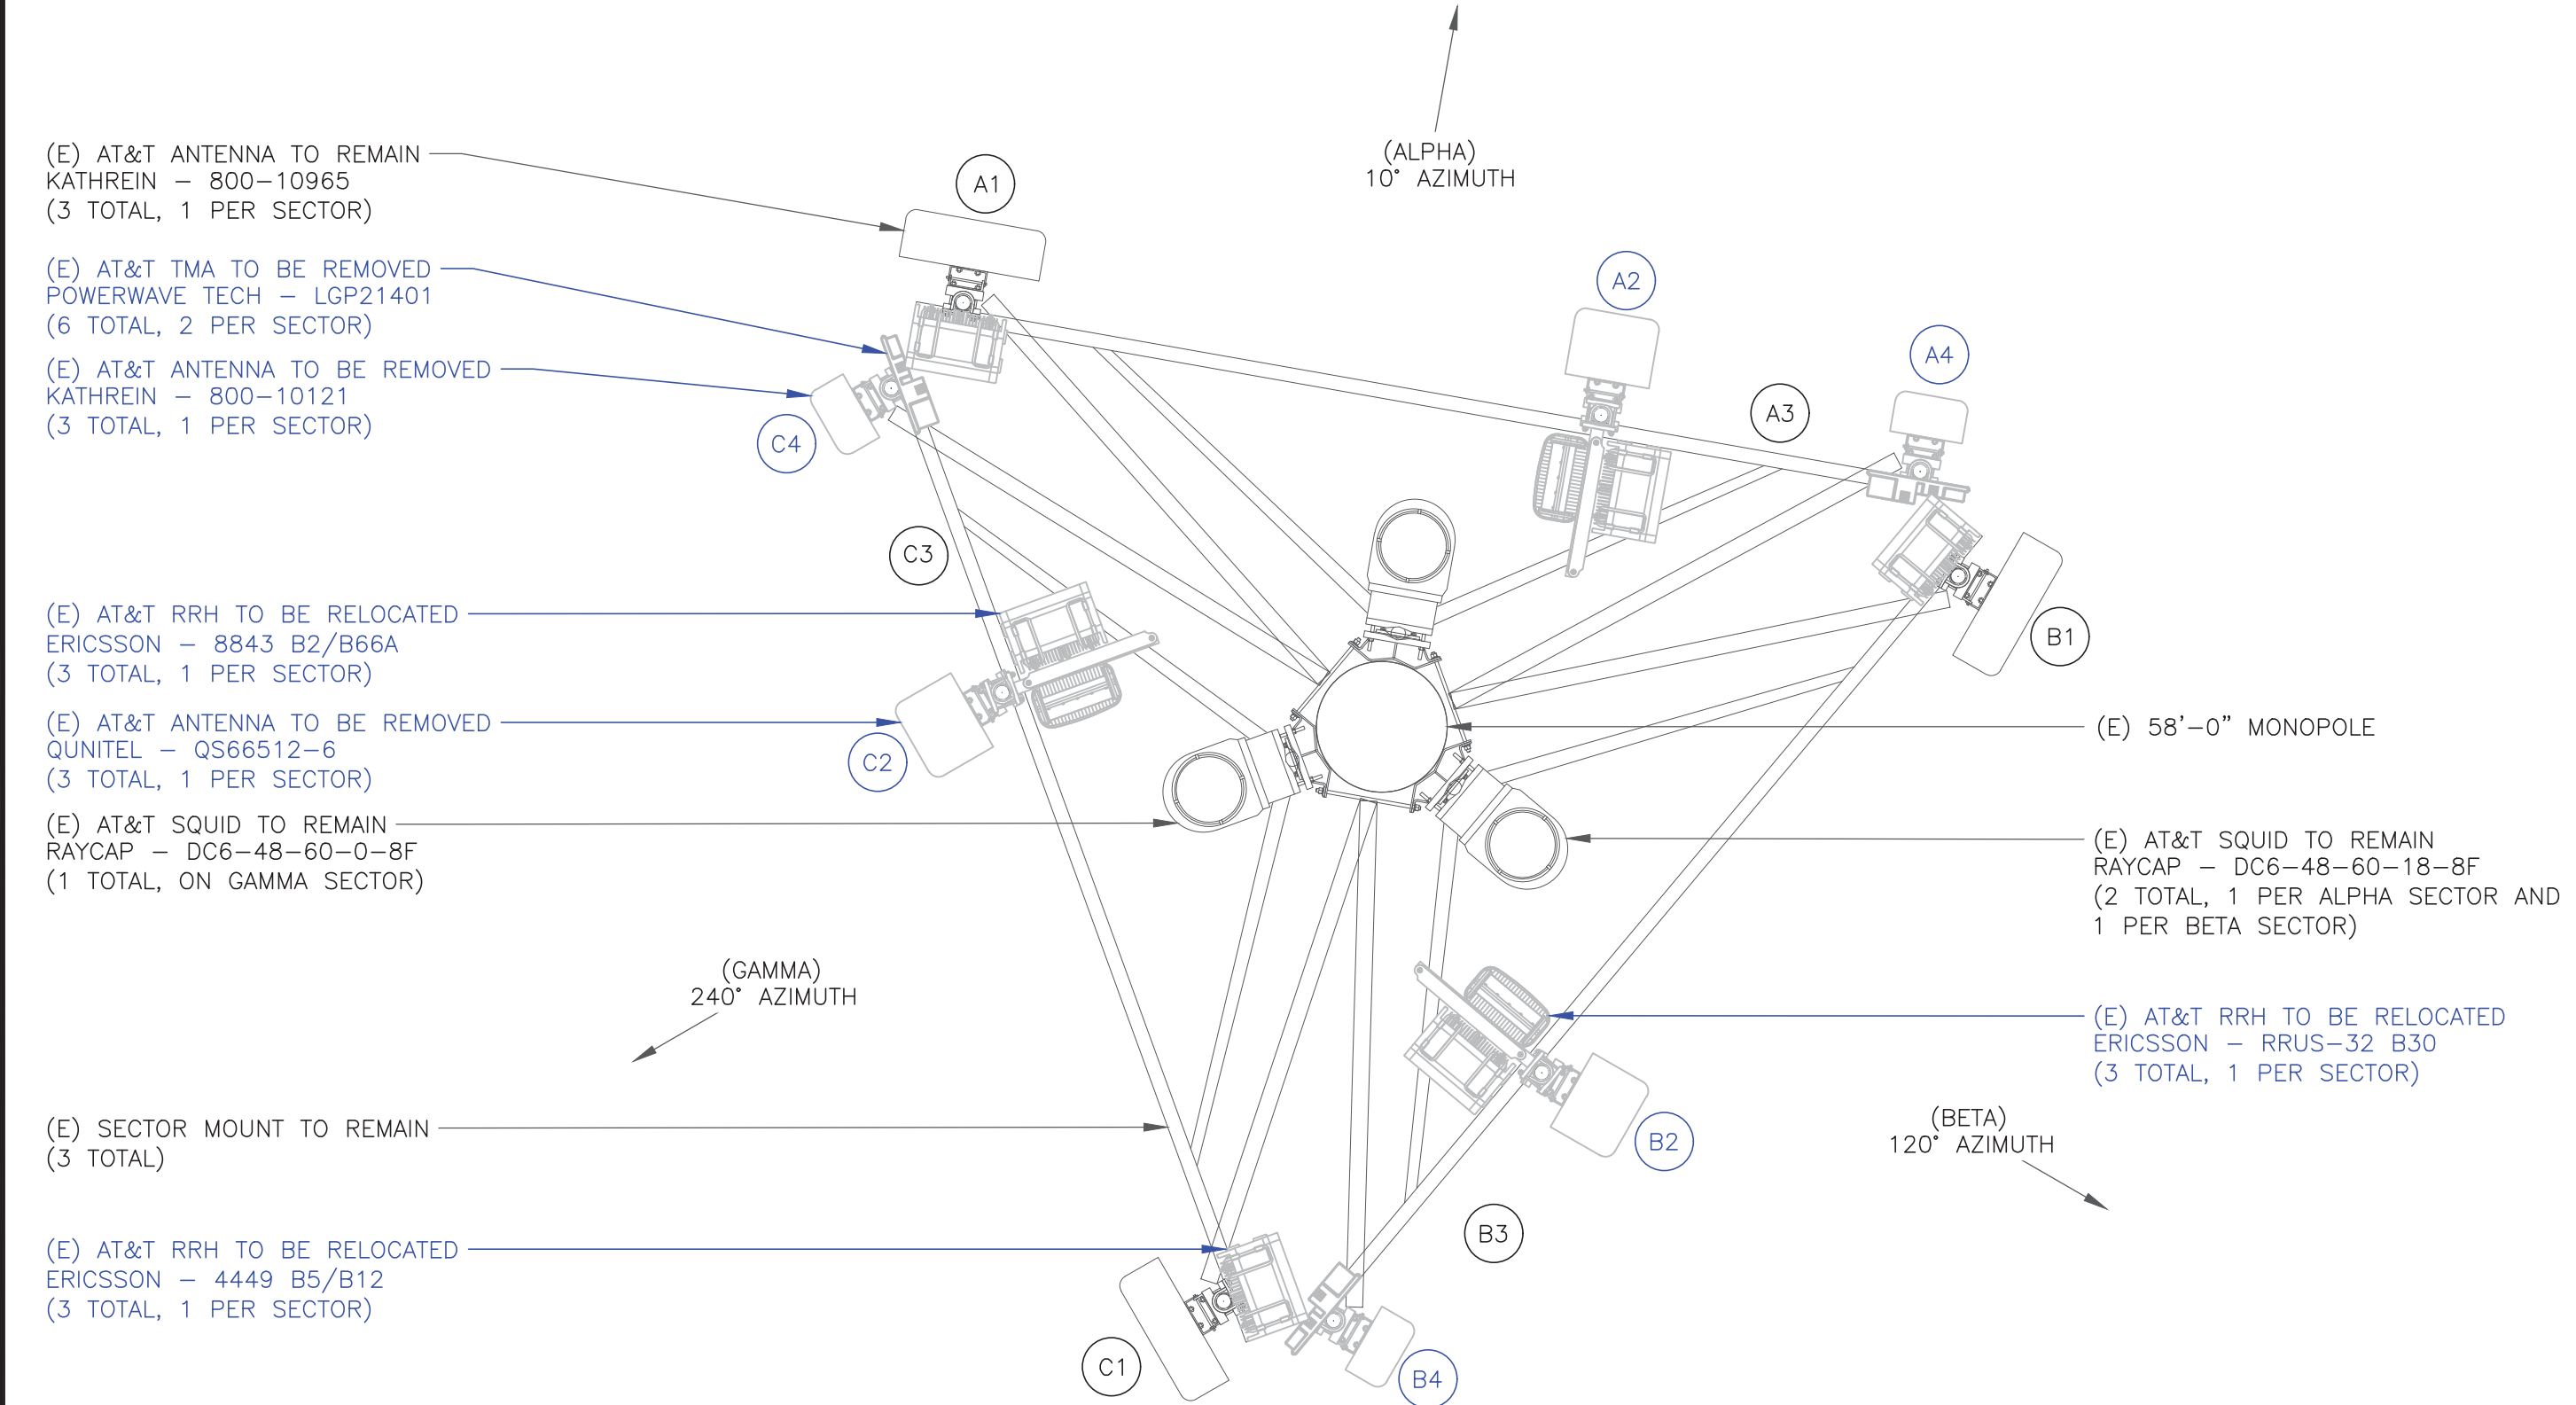 (ALPHA)
10° AZIMUTH
(E) AT&T ANTENNA TO REMAIN
KATHREIN - 800-10965
(3 TOTAL, 1 PER SECTOR)
A1
(E) AT&T TMA TO BE REMOVED
POWERWAVE TECH - LGP21401
(6 TOTAL, 2 PER SECTOR)
A2
A4
(E) AT&T ANTENNA TO BE REMOVED
KATHREIN - 800-10121
(3 TOTAL, 1 PER SECTOR)
A3
C4
C3
(E) AT&T RRH TO BE RELOCATED
ERICSSON - 8843 B2/B66A
(3 TOTAL, 1 PER SECTOR)
B1
(E) AT&T ANTENNA TO BE REMOVED
QUNITEL - QS66512-6
(3 TOTAL, 1 PER SECTOR)
C2
(E) 58'-0" MONOPOLE
(E) AT&T SQUID TO REMAIN
RAYCAP - DC6-48-60-0-8F
(1 TOTAL, ON GAMMA SECTOR)
(E) AT&T SQUID TO REMAIN
RAYCAP - DC6-48-60-18-8F
(2 TOTAL, 1 PER ALPHA SECTOR AND
1 PER BETA SECTOR)
(GAMMA)
240° AZIMUTH
(E) AT&T RRH TO BE RELOCATED
ERICSSON - RRUS-32 B30
(3 TOTAL, 1 PER SECTOR)
(E) SECTOR MOUNT TO REMAIN
(3 TOTAL)
B2
(BETA)
120° AZIMUTH
B3
(E) AT&T RRH TO BE RELOCATED
ERICSSON - 4449 B5/B12
(3 TOTAL, 1 PER SECTOR)
C1
B4